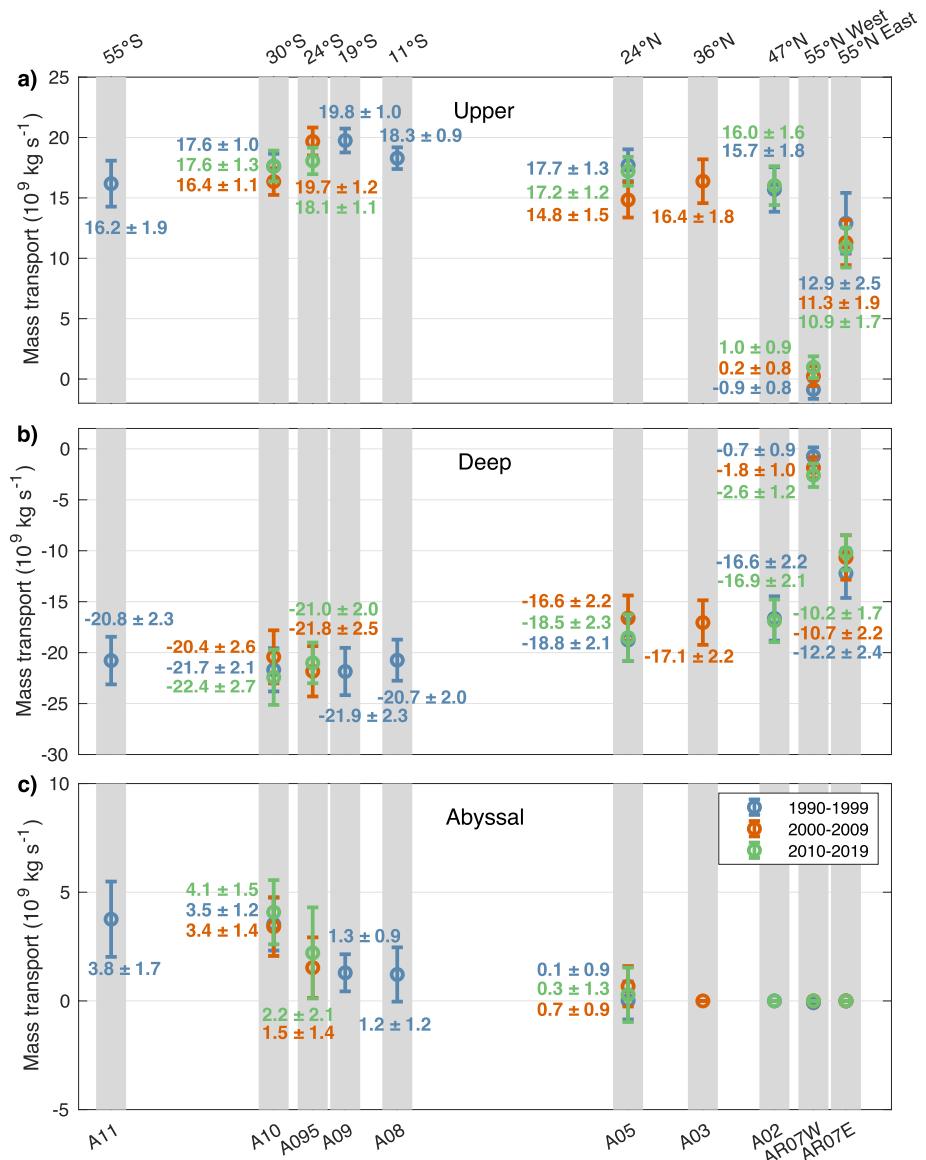 55°S 30°S 24°S 19°S 11°S 24°N 36°N 47°N 55°N West 55°N East
a)
Upper
Mass transport (10⁹ kg s⁻¹)
25
20
15
10
5
0
16.2 ± 1.9
17.6 ± 1.0
17.6 ± 1.3
16.4 ± 1.1
19.7 ± 1.2
18.1 ± 1.1
19.8 ± 1.0
18.3 ± 0.9
17.7 ± 1.3
17.2 ± 1.2
14.8 ± 1.5
16.4 ± 1.8
16.0 ± 1.6
15.7 ± 1.8
1.0 ± 0.9
0.2 ± 0.8
-0.9 ± 0.8
12.9 ± 2.5
11.3 ± 1.9
10.9 ± 1.7
b)
Deep
Mass transport (10⁹ kg s⁻¹)
0
-5
-10
-15
-20
-25
-30
-20.8 ± 2.3
-20.4 ± 2.6
-21.7 ± 2.1
-22.4 ± 2.7
-21.0 ± 2.0
-21.8 ± 2.5
-21.9 ± 2.3
-20.7 ± 2.0
-16.6 ± 2.2
-18.5 ± 2.3
-18.8 ± 2.1
-17.1 ± 2.2
-16.6 ± 2.2
-16.9 ± 2.1
-0.7 ± 0.9
-1.8 ± 1.0
-2.6 ± 1.2
-10.2 ± 1.7
-10.7 ± 2.2
-12.2 ± 2.4
c)
Abyssal
Mass transport (10⁹ kg s⁻¹)
10
5
0
-5
3.8 ± 1.7
4.1 ± 1.5
3.5 ± 1.2
3.4 ± 1.4
2.2 ± 2.1
1.5 ± 1.4
1.3 ± 0.9
1.2 ± 1.2
0.1 ± 0.9
0.3 ± 1.3
0.7 ± 0.9
1990-1999
2000-2009
2010-2019
A11 A10 A095 A09 A08 A05 A03 A02 AR07W AR07E